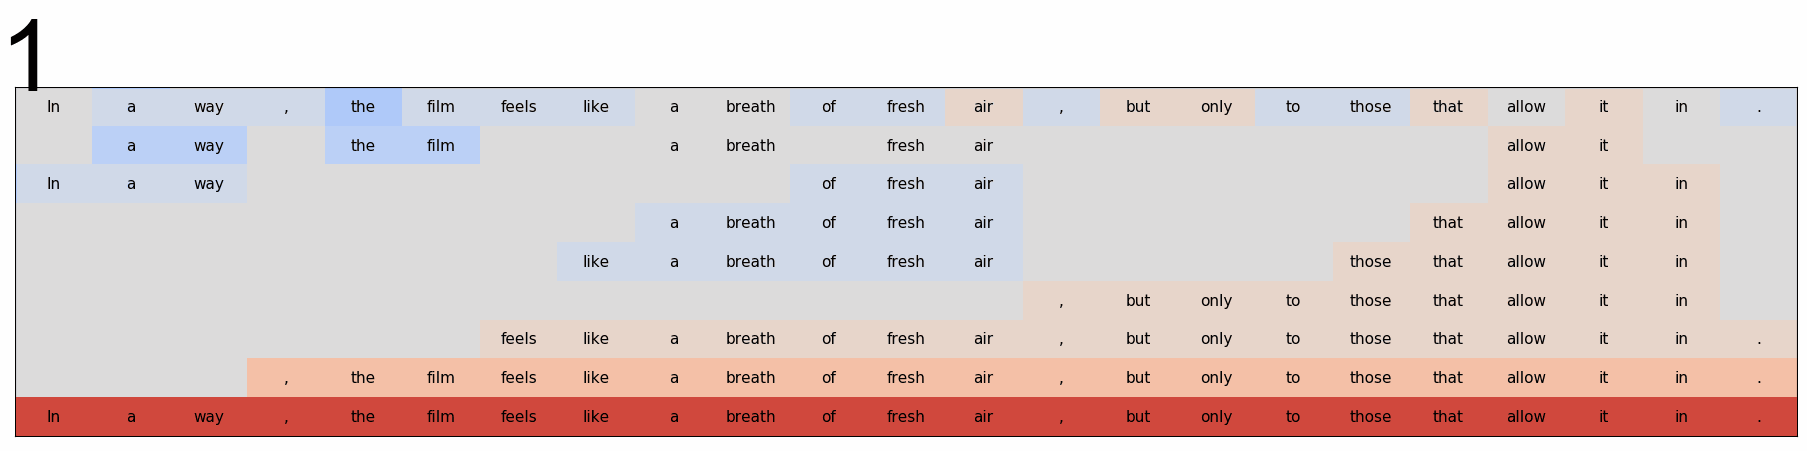 1
In a way , the film feels like a breath of fresh air , but only to those that allow it in .
a way the film a breath fresh air allow it
In a way of fresh air allow it in
a breath of fresh air that allow it in
like a breath of fresh air those that allow it in
, but only to those that allow it in
feels like a breath of fresh air , but only to those that allow it in .
, the film feels like a breath of fresh air , but only to those that allow it in .
In a way , the film feels like a breath of fresh air , but only to those that allow it in .